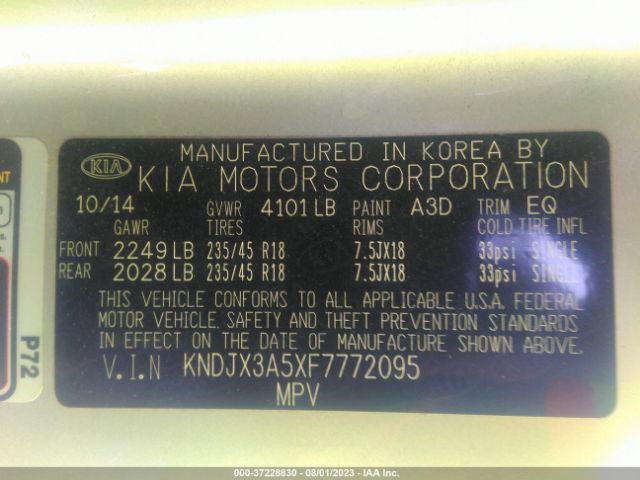 MANUFACTURED IN KOREA BY
KIA KIA MOTORS CORPORATION
10/14 GVWR 4101 LB PAINT A3D TRIM EQ
GAWR TIRES RIMS COLD TIRE INFL
FRONT 2249 LB 235/45 R18 7.5JX18 33psi SINGLE
REAR 2028 LB 235/45 R18 7.5JX18 33psi SINGLE
THIS VEHICLE CONFORMS TO ALL APPLICABLE U.S.A. FEDERAL
MOTOR VEHICLE, SAFETY AND THEFT PREVENTION STANDARDS
IN EFFECT ON THE DATE OF MANUFACTURE SHOWN ABOVE.
V.I.N KNDJX3A5XF7772095
MPV
P72
000-37228830 - 08/01/2023 - IAA Inc.